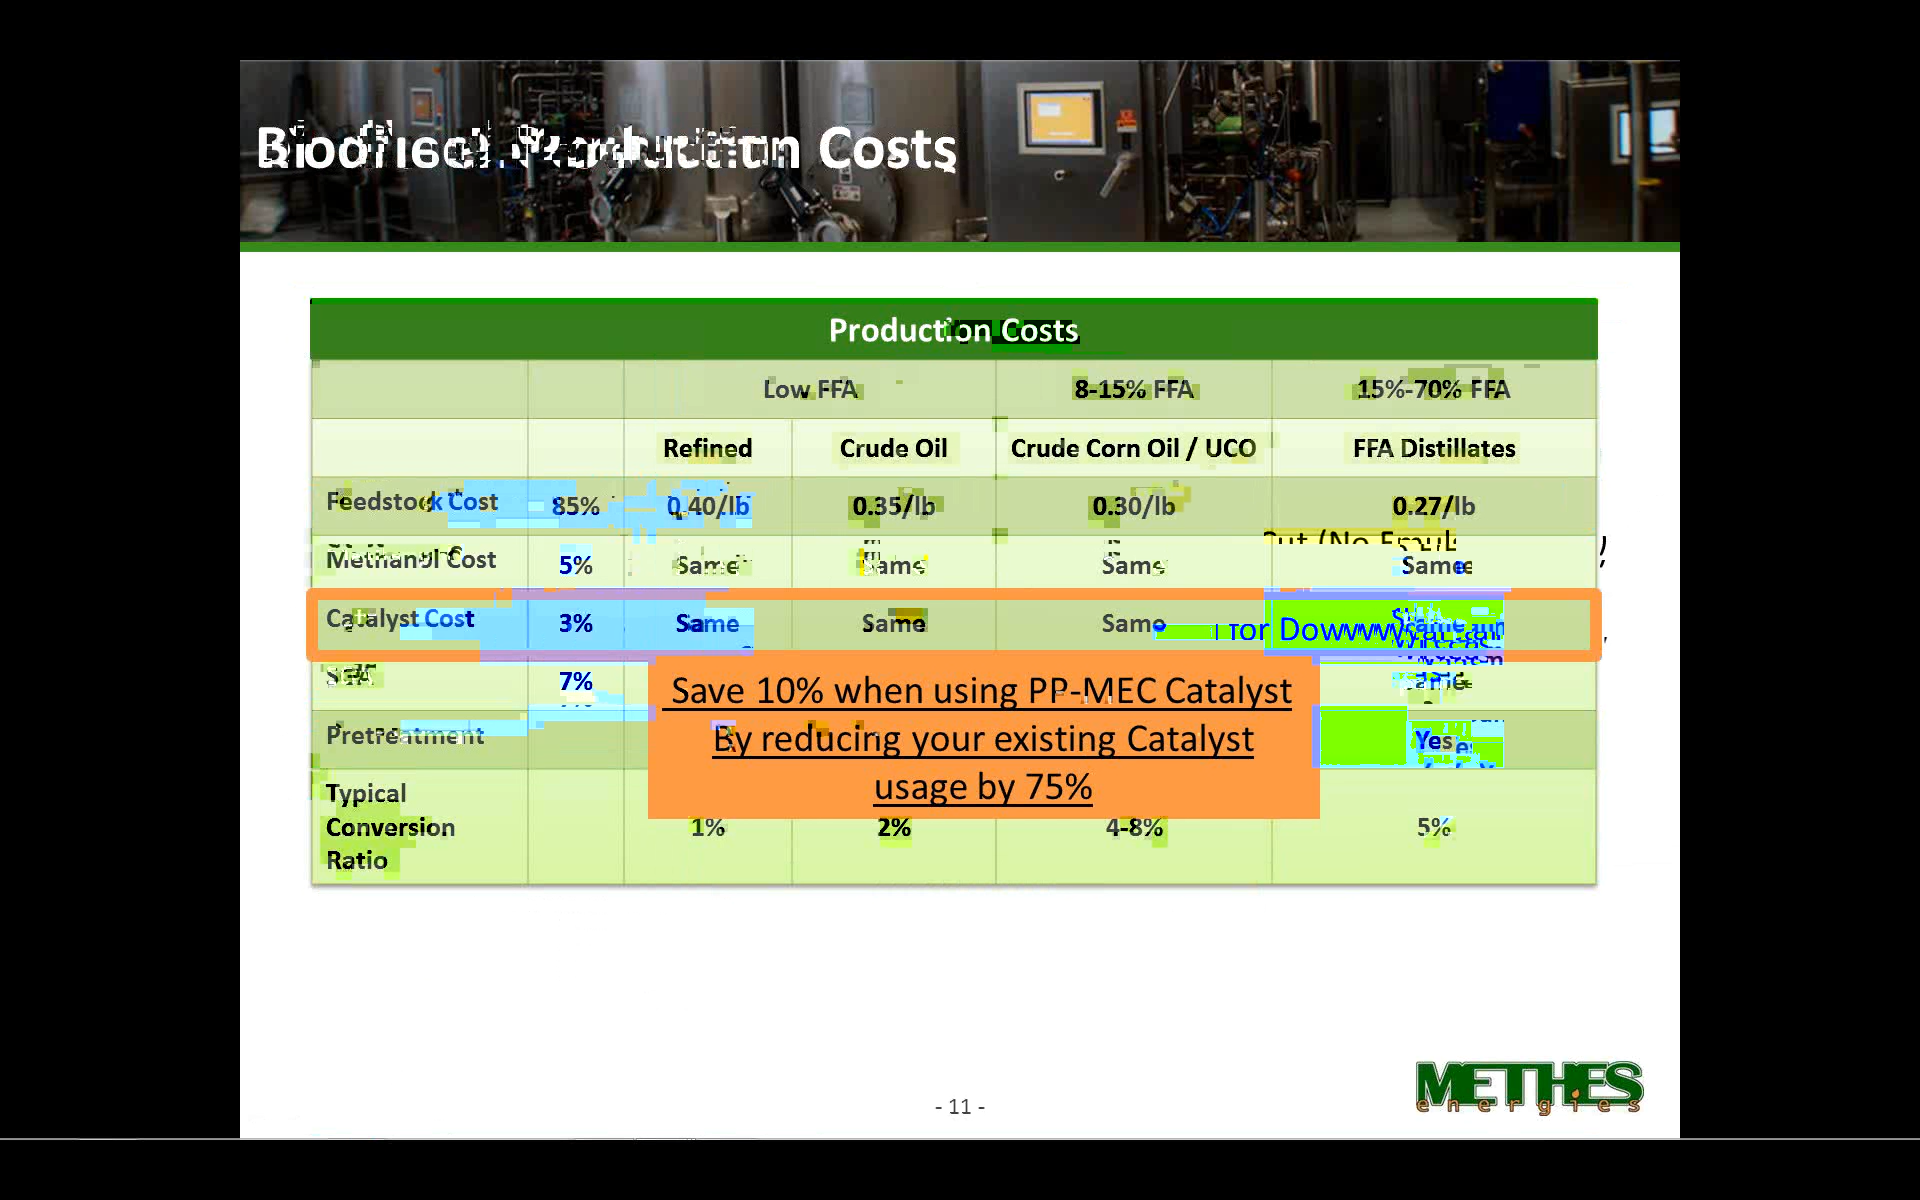 Production Costs
Production Costs
Low FFA 8-15% FFA 15%-70% FFA
Refined Crude Oil Crude Corn Oil / UCO FFA Distillates
Feedstock Cost 85% 0.40/lb 0.35/lb 0.30/lb 0.27/lb
Methanol Cost 5% Same Same Same Same
Catalyst Cost 3% Same Same Same
7%
Save 10% when using PP-MEC Catalyst
By reducing your existing Catalyst
usage by 75%
Pretreatment Yes
Typical
Conversion
Ratio
1% 2% 4-8% 5%
- 11 -
METHES
energies